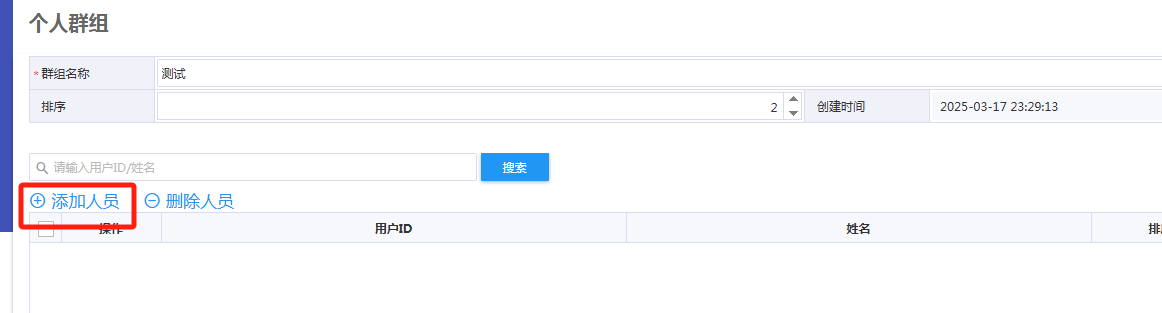 个人群组
* 群组名称 测试
排序 2 创建时间 2025-03-17 23:29:13
请输入用户ID/姓名 搜索
添加人员 删除人员
操作 用户ID 姓名